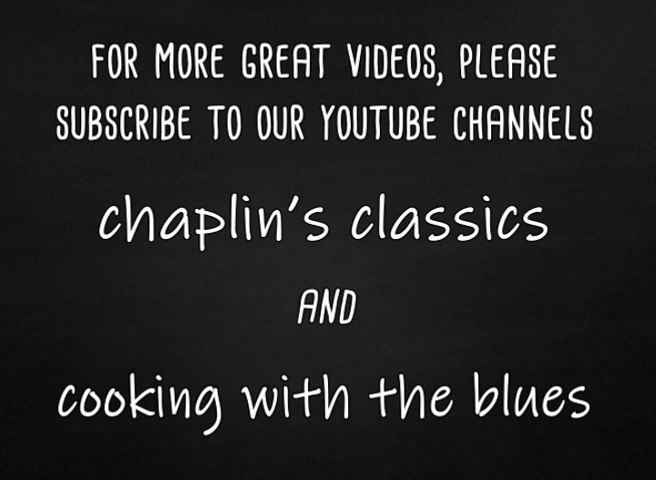 FOR MORE GREAT VIDEOS, PLEASE
SUBSCRIBE TO OUR YOUTUBE CHANNELS
chaplin's classics
AND
cooking with the blues